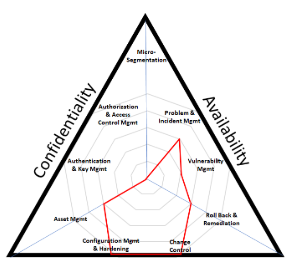 Micro-
Segmentation
Confidentiality
Availability
Authorisation
& Access
Control Mgmt
Problem &
Incident Mgmt
Authentication
& Key Mgmt
Vulnerability
Mgmt
Asset Mgmt
Roll Back &
Remediation
Configuration Mgmt
& Hardening
Change
Control